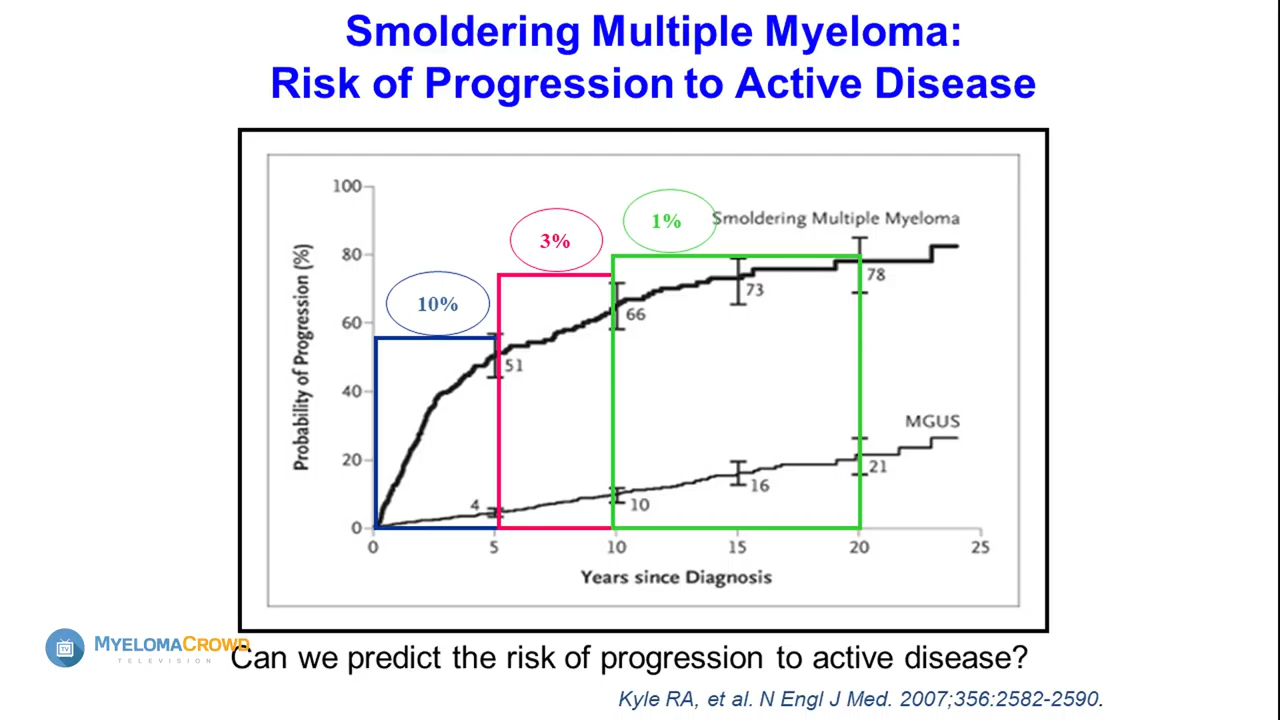 Smoldering Multiple Myeloma:
Risk of Progression to Active Disease
100
80
60
40
20
0
Probability of Progression (%)
10%
3%
1%
Smoldering Multiple Myeloma
51
66
73
78
MGUS
4
10
16
21
0 5 10 15 20 25
Years since Diagnosis
TV
MYELOMACROWD
TELEVISION
Can we predict the risk of progression to active disease?
Kyle RA, et al. N Engl J Med. 2007;356:2582-2590.